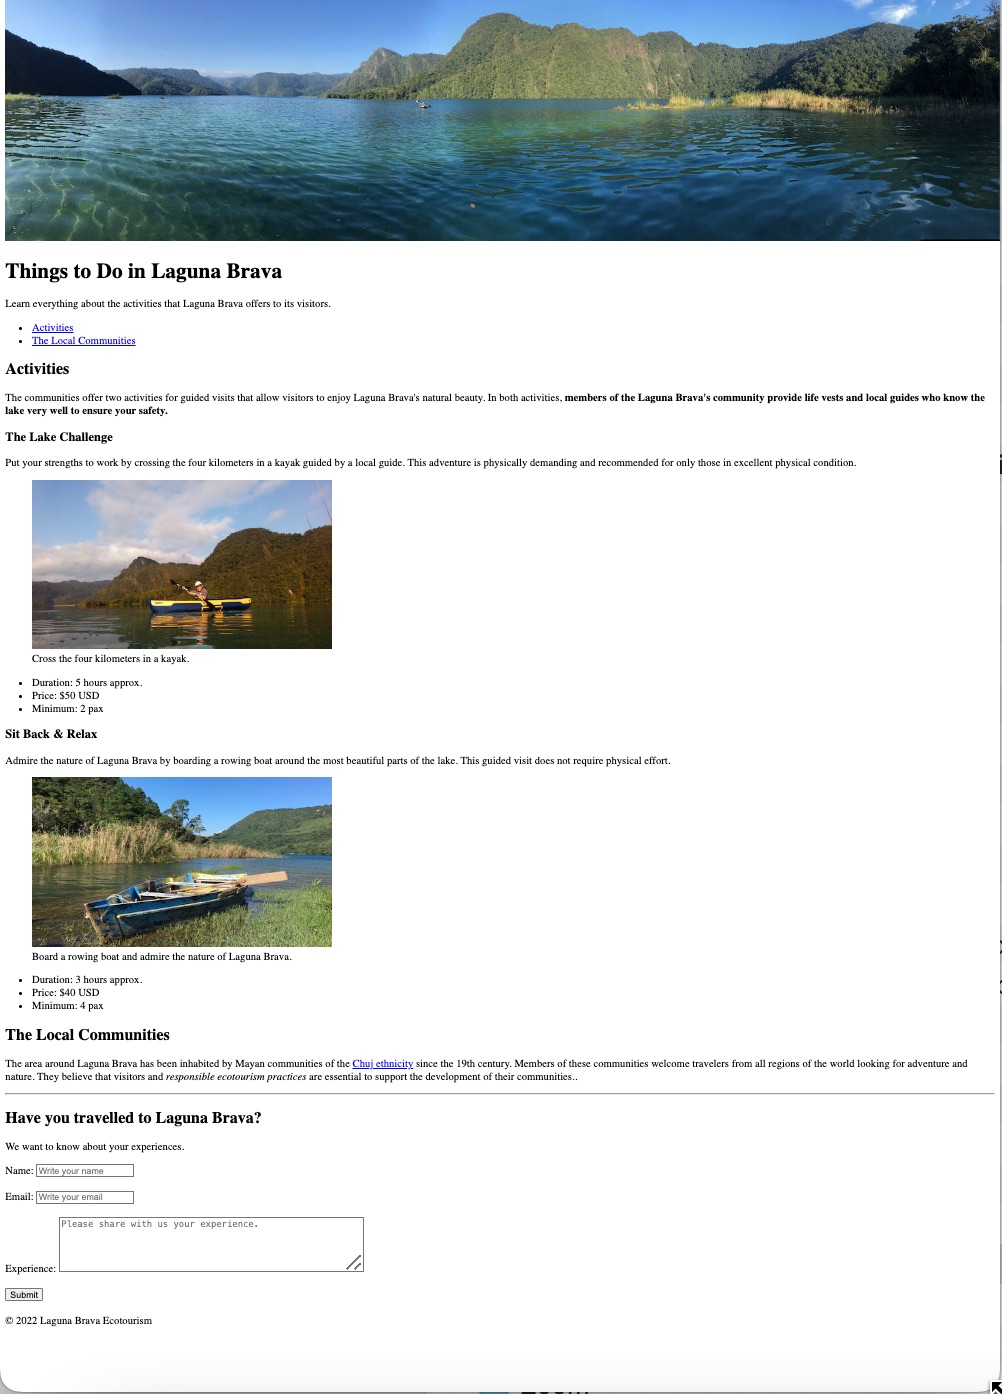 Things to Do in Laguna Brava
Learn everything about the activities that Laguna Brava offers to its visitors.
Activities
The Local Communities
Activities
The communities offer two activities for guided visits that allow visitors to enjoy Laguna Brava's natural beauty. In both activities, members of the Laguna Brava's community provide life vests and local guides who know the
lake very well to ensure your safety.
The Lake Challenge
Put your strengths to work by crossing the four kilometers in a kayak guided by a local guide. This adventure is physically demanding and recommended for only those in excellent physical condition.
Cross the four kilometers in a kayak.
Duration: 5 hours approx.
Price: $50 USD
Minimum: 2 pax
Sit Back & Relax
Admire the nature of Laguna Brava by boarding a rowing boat around the most beautiful parts of the lake. This guided visit does not require physical effort.
Board a rowing boat and admire the nature of Laguna Brava.
Duration: 3 hours approx.
Price: $40 USD
Minimum: 4 pax
The Local Communities
The area around Laguna Brava has been inhabited by Mayan communities of the Chuj ethnicity since the 19th century. Members of these communities welcome travelers from all regions of the world looking for adventure and
nature. They believe that visitors and responsible ecotourism practices are essential to support the development of their communities..
Have you travelled to Laguna Brava?
We want to know about your experiences.
Name: Write your name
Email: Write your email
Please share with us your experience.
Experience:
Submit
© 2022 Laguna Brava Ecotourism